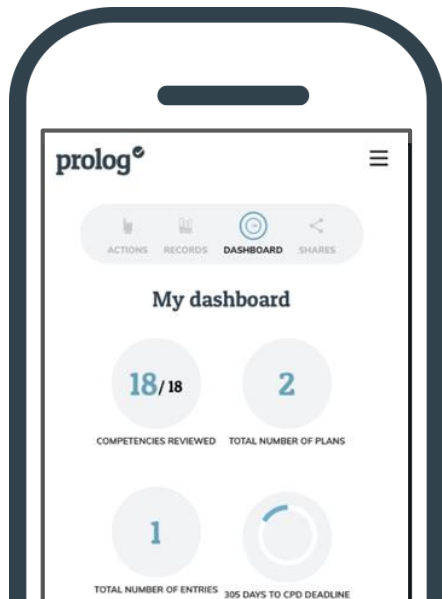 prolog
ACTIONS RECORDS DASHBOARD SHARES
My dashboard
18/ 18
2
COMPETENCIES REVIEWED TOTAL NUMBER OF PLANS
1
TOTAL NUMBER OF ENTRIES 305 DAYS TO CPD DEADLINE